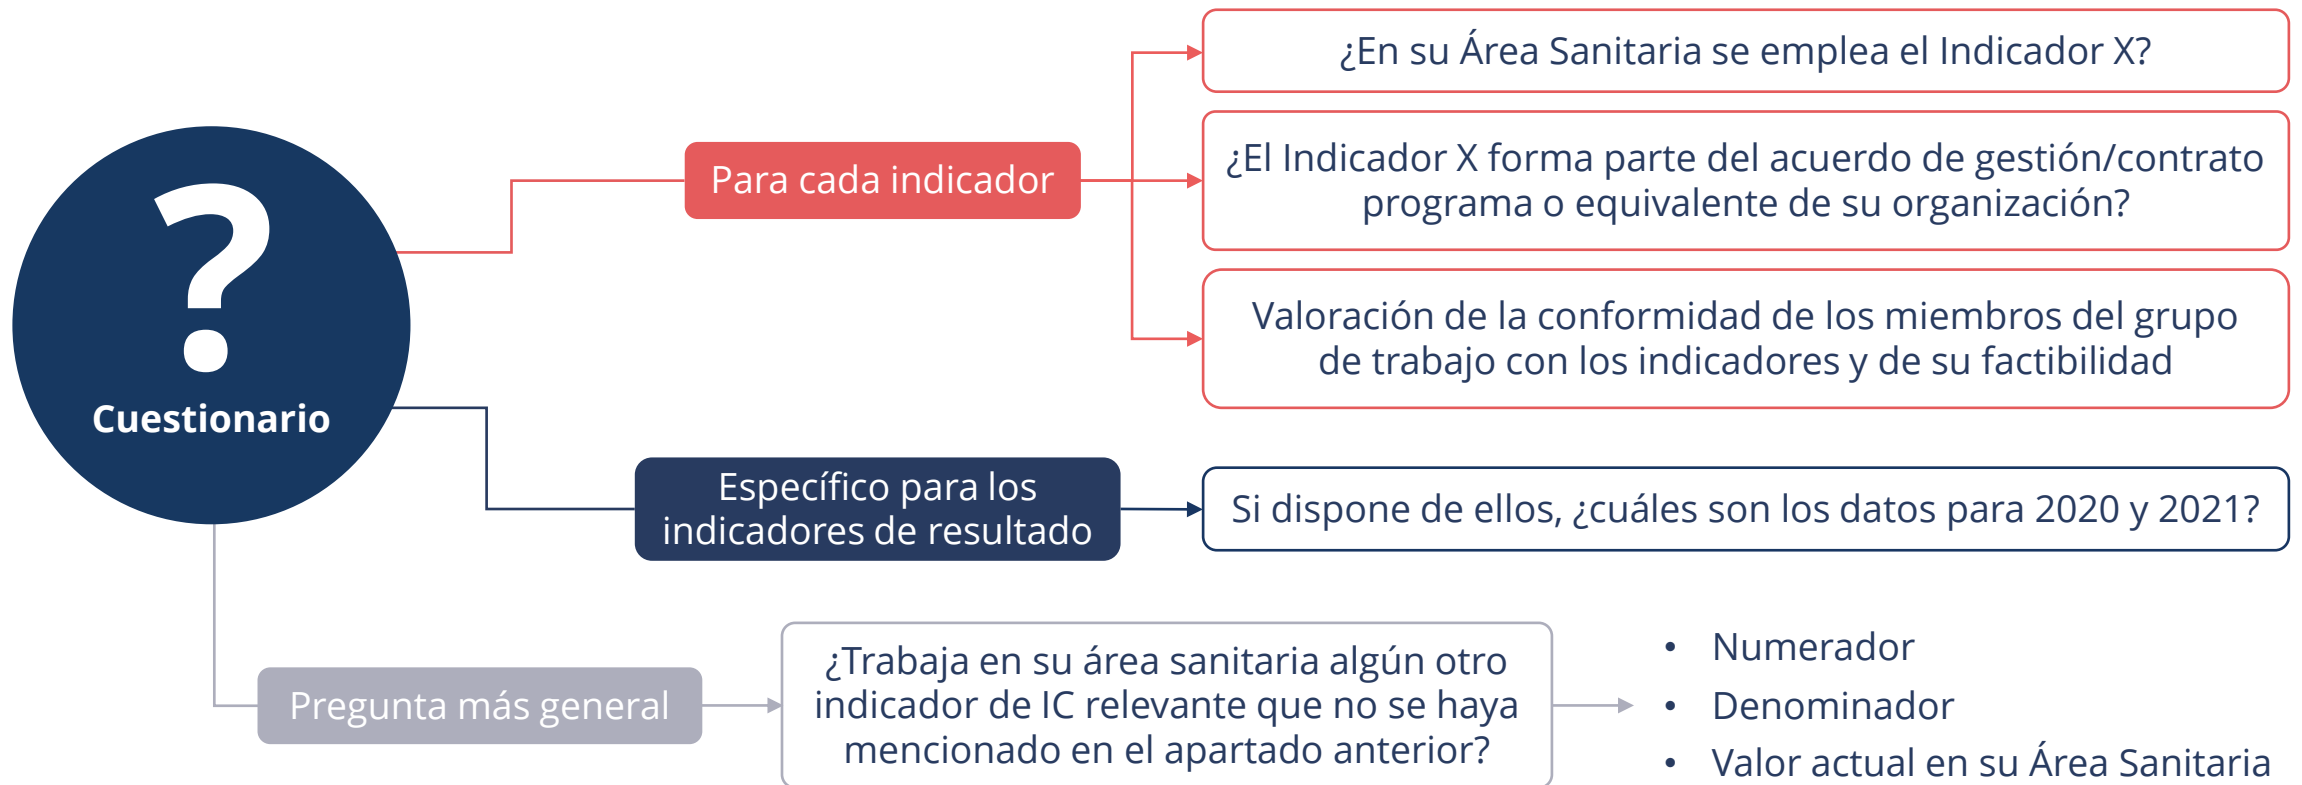 ?
Cuestionario
Para cada indicador
¿En su Área Sanitaria se emplea el Indicador X?
¿El Indicador X forma parte del acuerdo de gestión/contrato
programa o equivalente de su organización?
Valoración de la conformidad de los miembros del grupo
de trabajo con los indicadores y de su factibilidad
Específico para los
indicadores de resultado
Si dispone de ellos, ¿cuáles son los datos para 2020 y 2021?
Pregunta más general
¿Trabaja en su área sanitaria algún otro
indicador de IC relevante que no se haya
mencionado en el apartado anterior?
• Numerador
• Denominador
• Valor actual en su Área Sanitaria